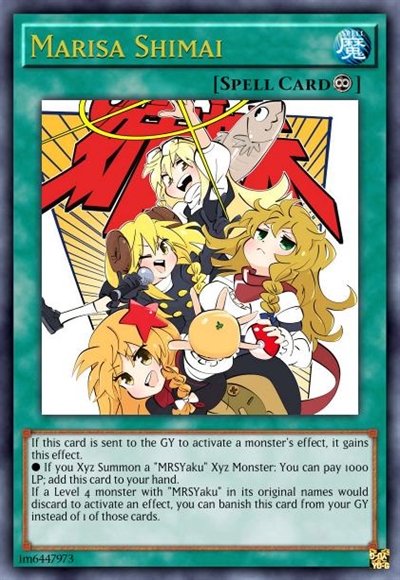 Marisa Shimai
SPELL
魔
[Spell Card]
If this card is sent to the GY to activate a monster's effect, it gains
this effect.
● If you Xyz Summon a "MRSYaku" Xyz Monster: You can pay 1000
LP; add this card to your hand.
If a Level 4 monster with "MRSYaku" in its original names would
discard to activate an effect, you can banish this card from your GY
instead of 1 of those cards.
im6447973